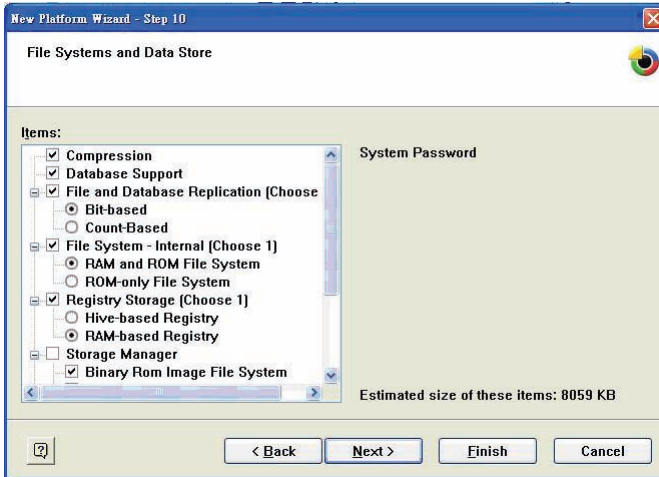 New Platform Wizard - Step 10
File Systems and Data Store
Items:
Compression
Database Support
File and Database Replication (Choose
Bit-based
Count-Based
File System - Internal (Choose 1)
RAM and ROM File System
ROM-only File System
Registry Storage (Choose 1)
Hive-based Registry
RAM-based Registry
Storage Manager
Binary Rom Image File System
System Password
Estimated size of these items: 8059 KB
< Back
Next >
Finish
Cancel